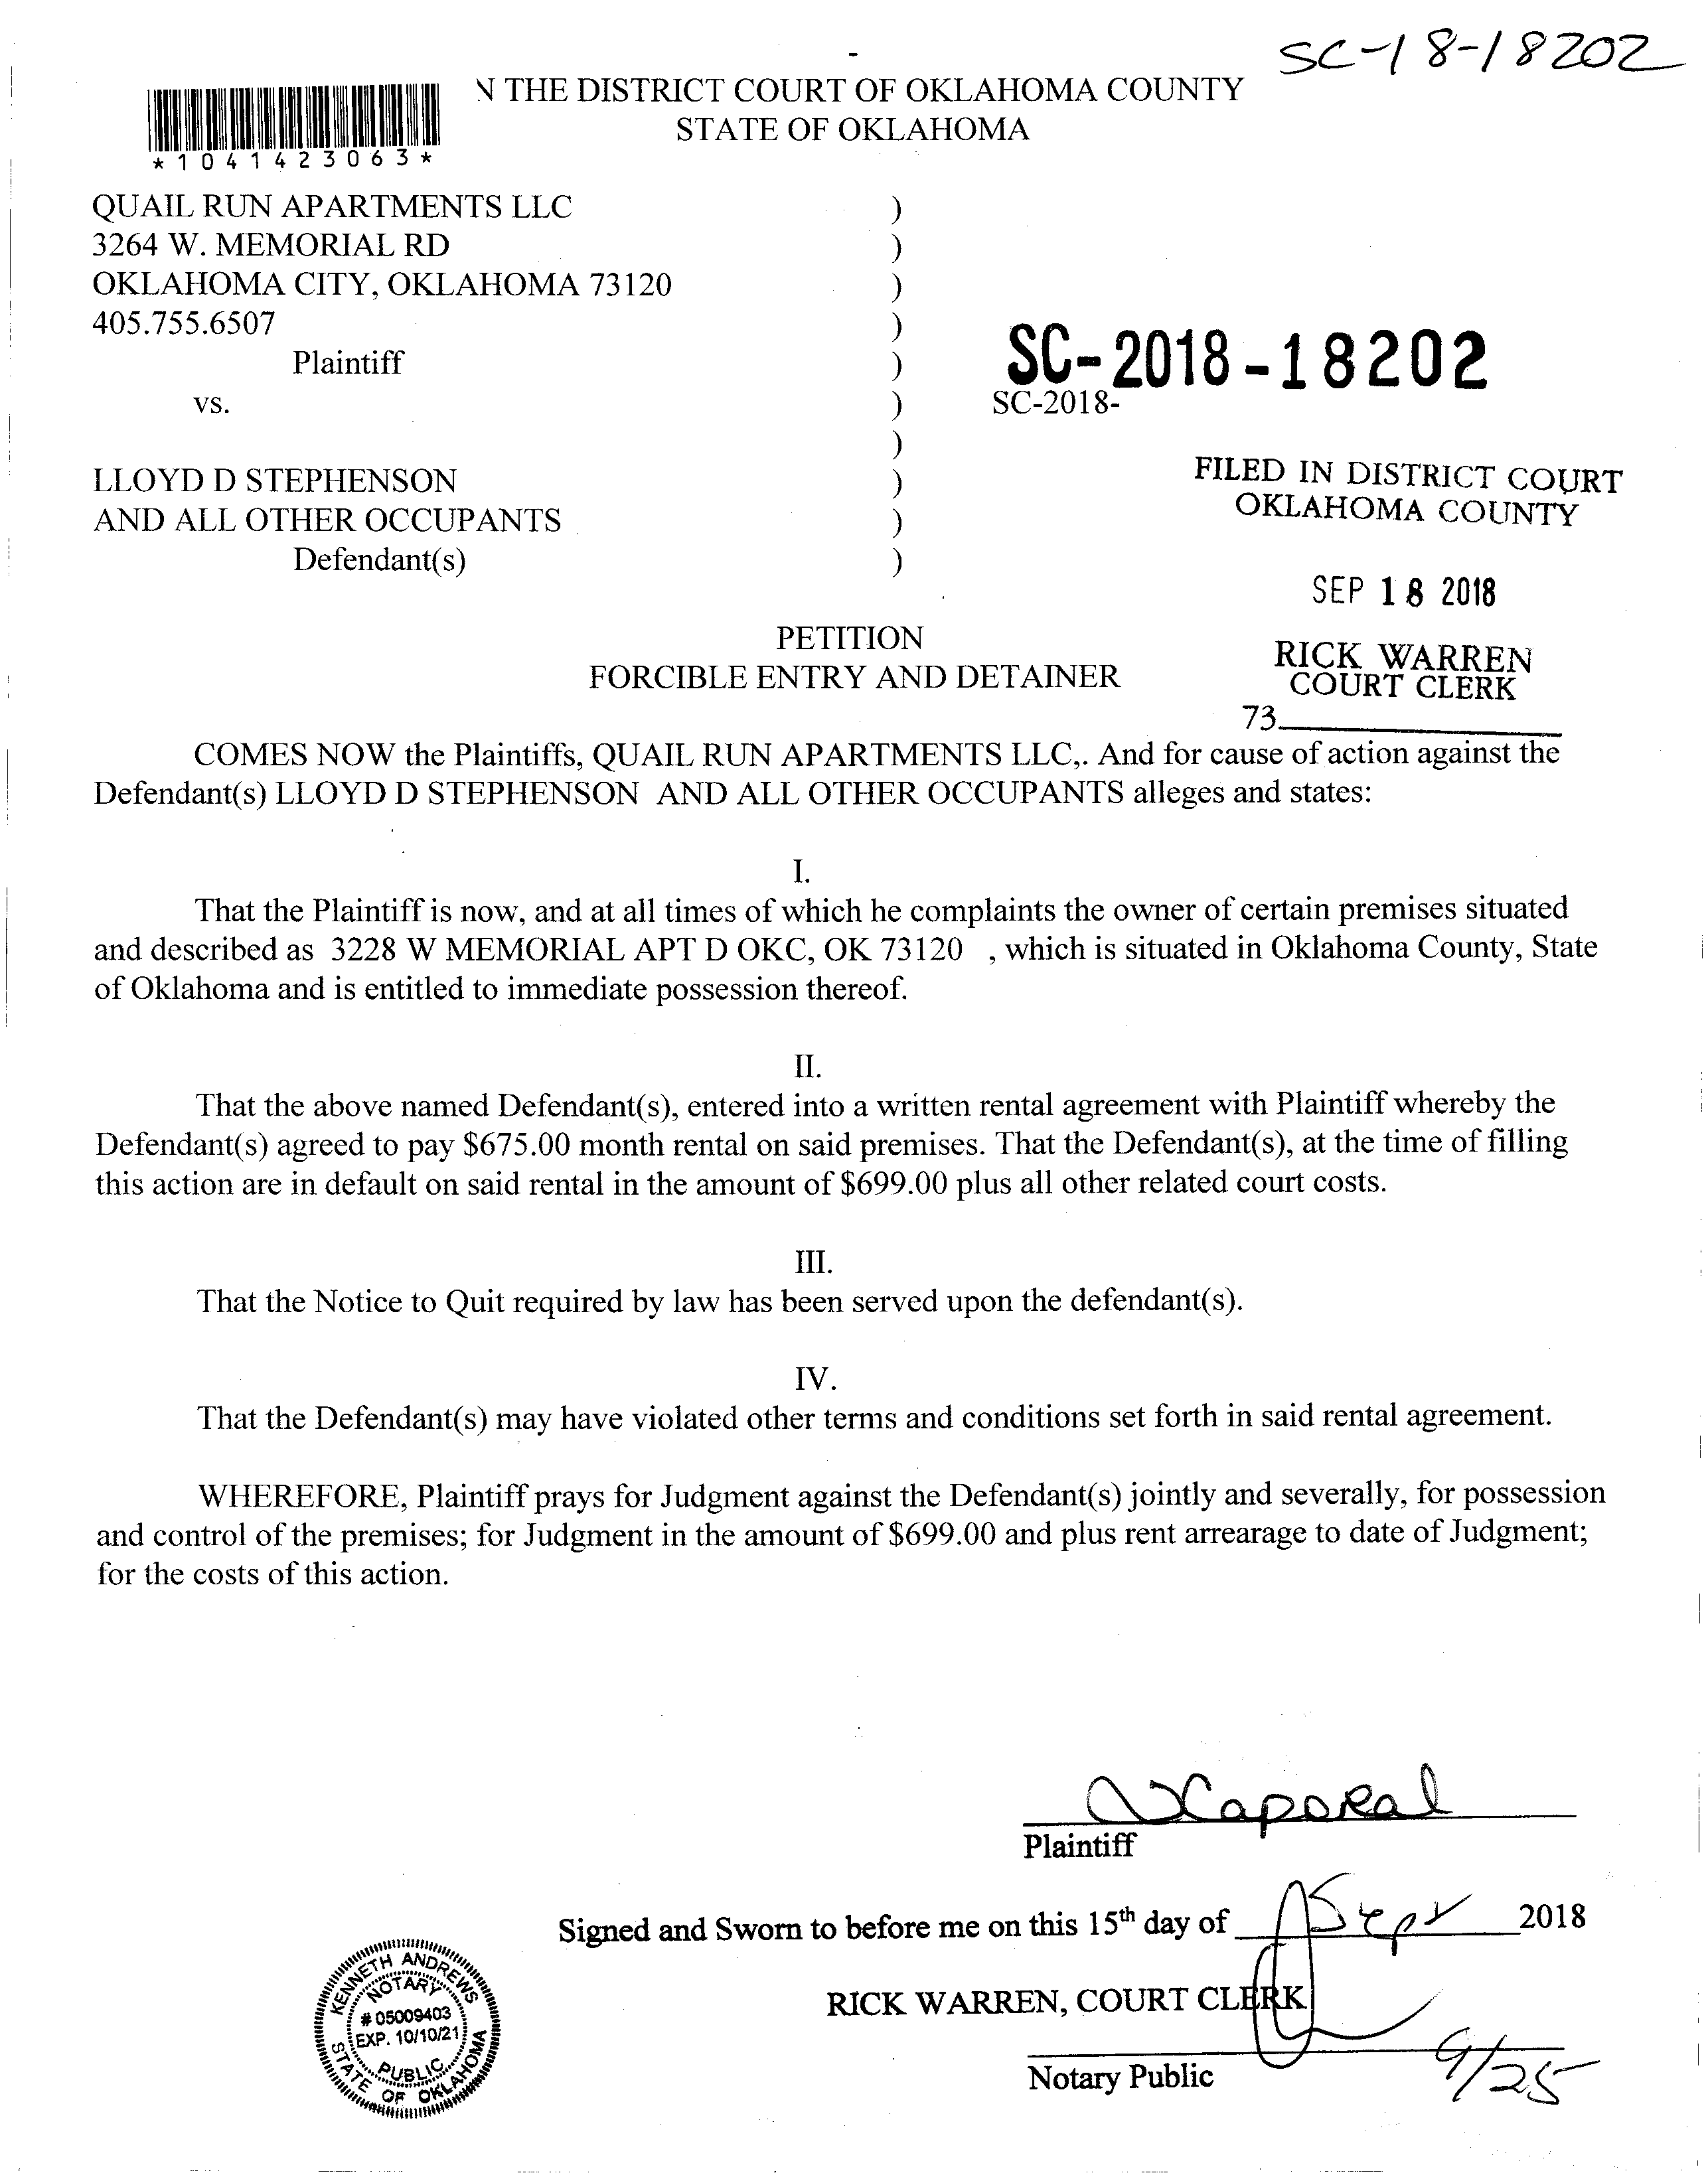 SC-18-18202
N THE DISTRICT COURT OF OKLAHOMA COUNTY
STATE OF OKLAHOMA
*1041423063*
QUAIL RUN APARTMENTS LLC )
3264 W. MEMORIAL RD )
OKLAHOMA CITY, OKLAHOMA 73120 )
405.755.6507 )
Plaintiff ) SC-2018-18202
vs. ) SC-2018-
)
LLOYD D STEPHENSON )
AND ALL OTHER OCCUPANTS )
Defendant(s) )
FILED IN DISTRICT COURT
OKLAHOMA COUNTY
SEP 18 2018
RICK WARREN
COURT CLERK
73
PETITION
FORCIBLE ENTRY AND DETAINER
COMES NOW the Plaintiffs, QUAIL RUN APARTMENTS LLC,. And for cause of action against the
Defendant(s) LLOYD D STEPHENSON AND ALL OTHER OCCUPANTS alleges and states:
I.
That the Plaintiff is now, and at all times of which he complaints the owner of certain premises situated
and described as 3228 W MEMORIAL APT D OKC, OK 73120 , which is situated in Oklahoma County, State
of Oklahoma and is entitled to immediate possession thereof.
II.
That the above named Defendant(s), entered into a written rental agreement with Plaintiff whereby the
Defendant(s) agreed to pay $675.00 month rental on said premises. That the Defendant(s), at the time of filling
this action are in default on said rental in the amount of $699.00 plus all other related court costs.
III.
That the Notice to Quit required by law has been served upon the defendant(s).
IV.
That the Defendant(s) may have violated other terms and conditions set forth in said rental agreement.
WHEREFORE, Plaintiff prays for Judgment against the Defendant(s) jointly and severally, for possession
and control of the premises; for Judgment in the amount of $699.00 and plus rent arrearage to date of Judgment;
for the costs of this action.
Caporal
Plaintiff
Signed and Sworn to before me on this 15th day of Sept 2018
RICK WARREN, COURT CLERK
Notary Public
9/25
KENNETH ANDREWS
NOTARY
# 05009403
EXP. 10/10/21
PUBLIC
STATE OF OKLAHOMA